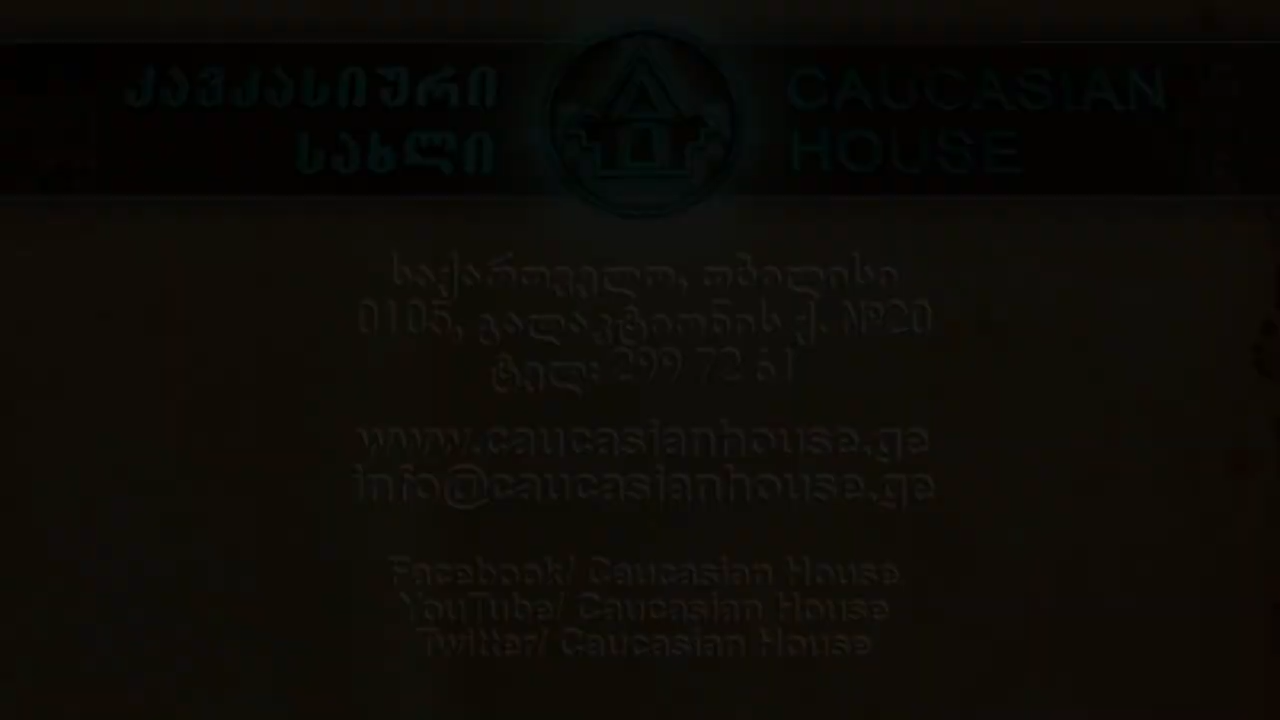 კავკასიური
სახლი
CAUCASIAN
HOUSE
საქართველო, თბილისი
0105, გალაკტიონის ქ. №20
ტელ: 299 72 61
www.caucasianhouse.ge
info@caucasianhouse.ge
Facebook/ Caucasian House
YouTube/ Caucasian House
Twitter/ Caucasian House